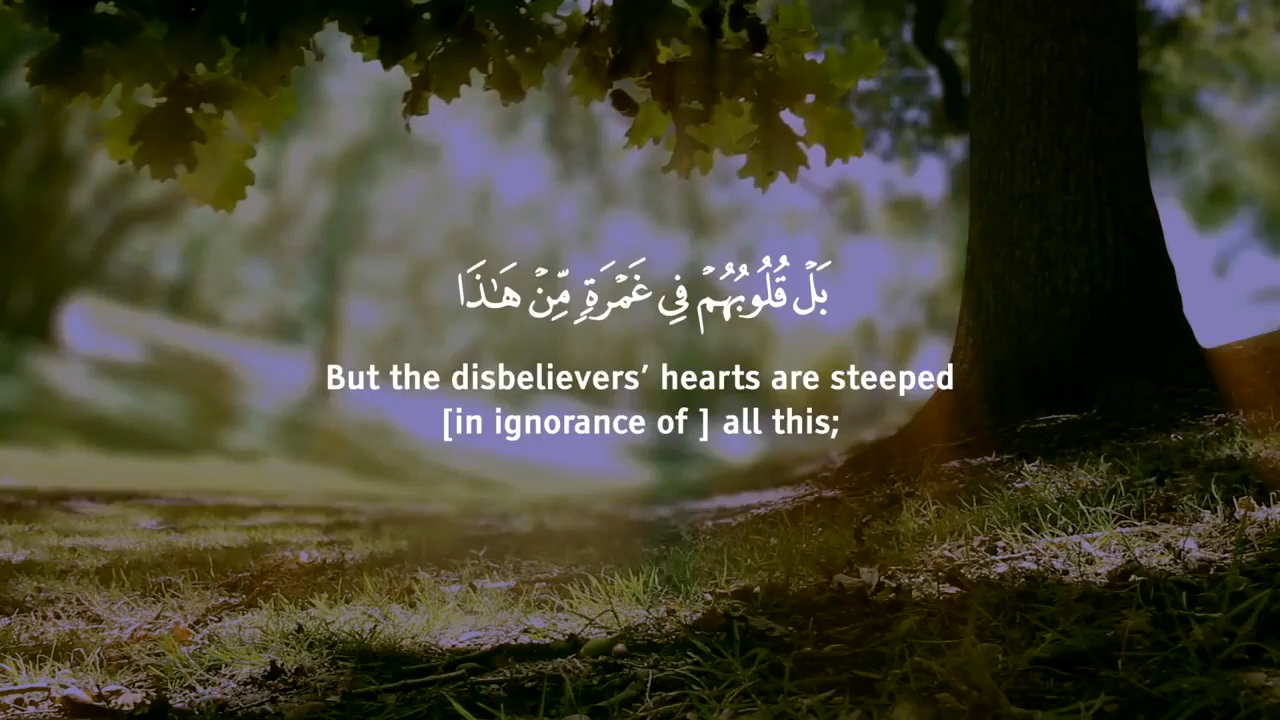 بَلْ قُلُوبُهُمْ فِي غَمْرَةٍ مِّنْ هَـٰذَا
But the disbelievers’ hearts are steeped
[in ignorance of ] all this;